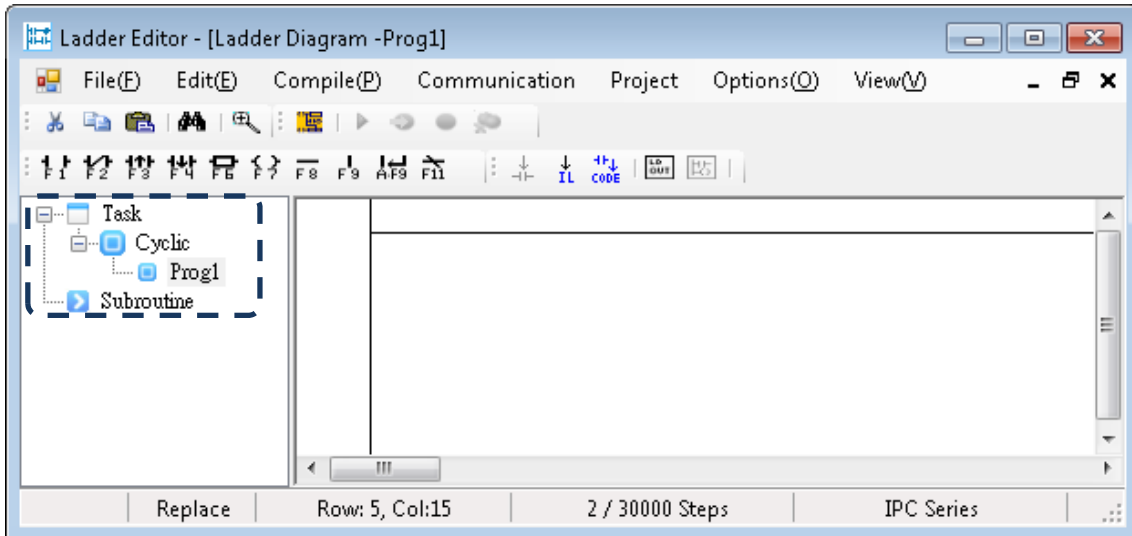 Ladder Editor - [Ladder Diagram -Prog1]
File(F) Edit(E) Compile(P) Communication Project Options(O) View(V)
F1 F2 F3 F4 F6 F7 F8 F9 AF9 F11 IL CODE LD OUT
Task
Cyclic
Prog1
Subroutine
Replace Row: 5, Col:15 2 / 30000 Steps IPC Series